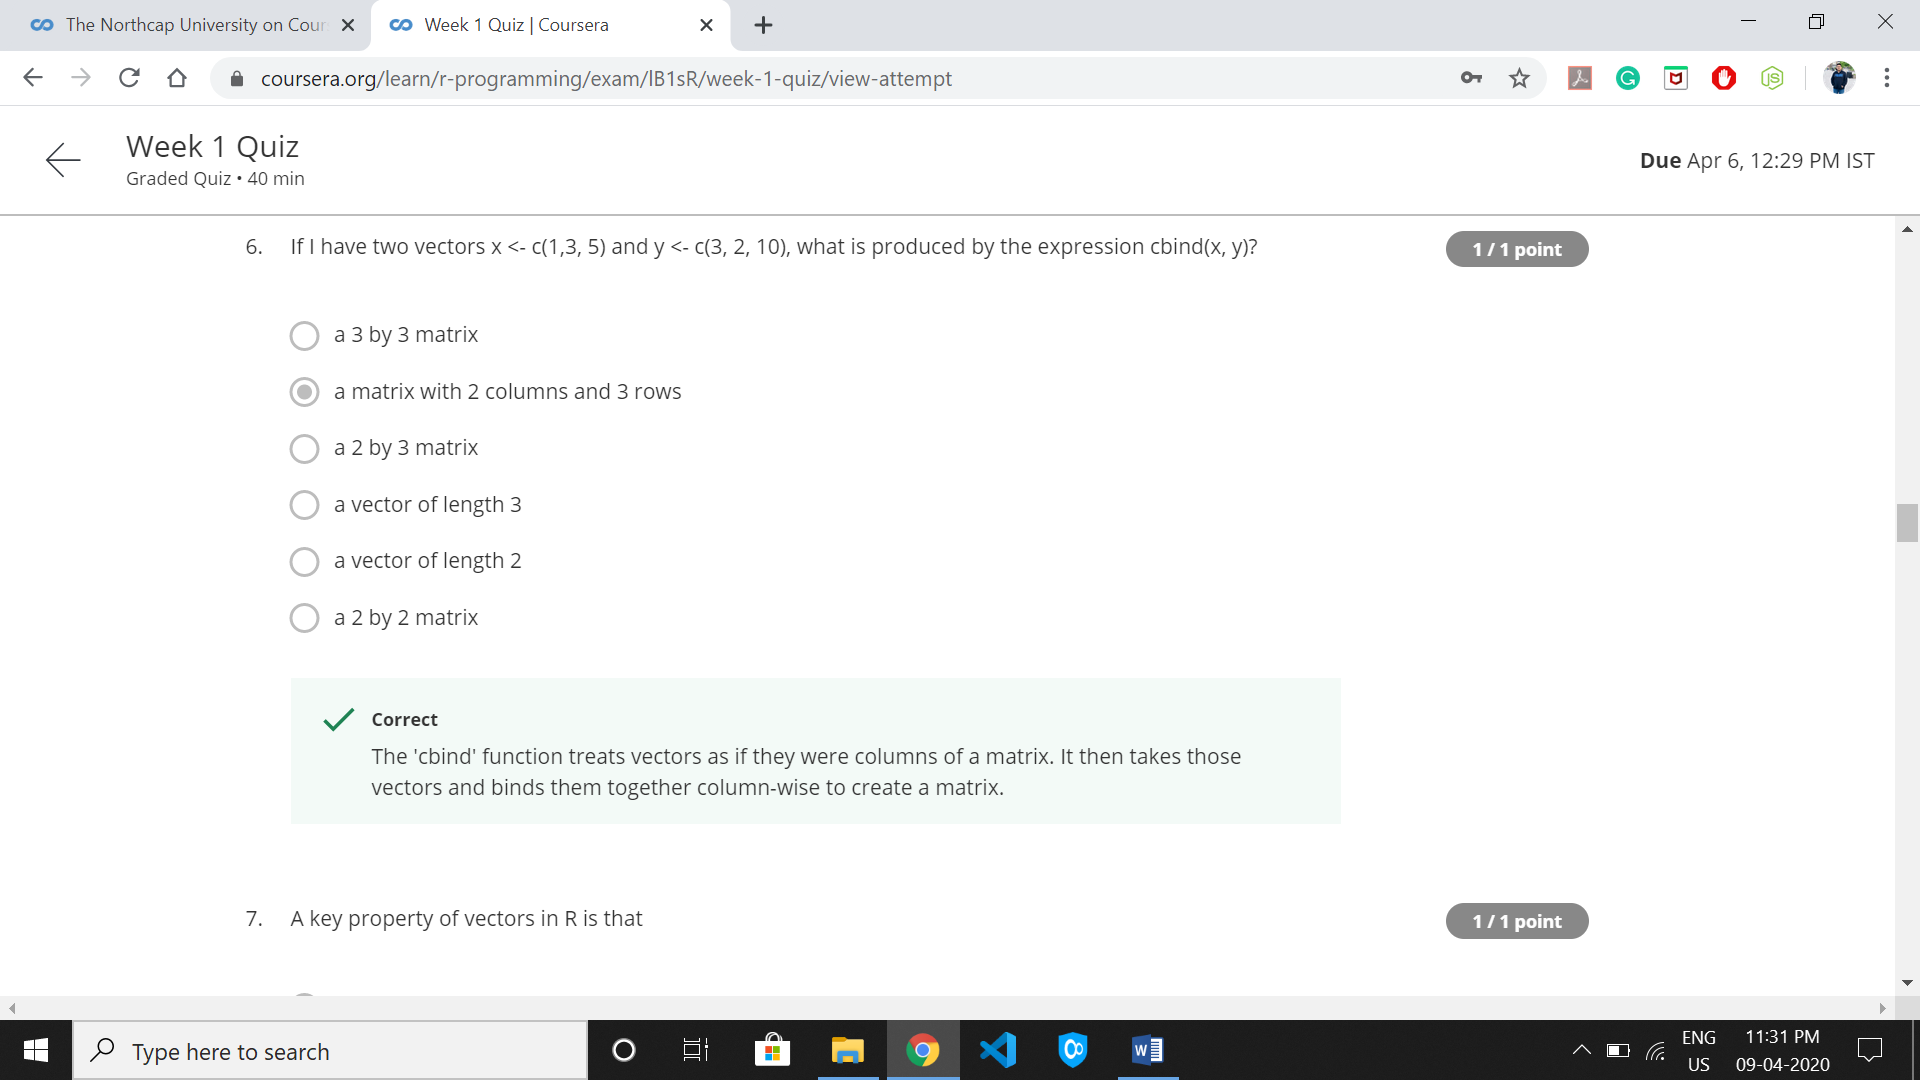 The Northcap University on Cour
Week 1 Quiz | Coursera
coursera.org/learn/r-programming/exam/lB1sR/week-1-quiz/view-attempt
Week 1 Quiz
Graded Quiz • 40 min
Due Apr 6, 12:29 PM IST
6. If I have two vectors x <- c(1,3, 5) and y <- c(3, 2, 10), what is produced by the expression cbind(x, y)?
1 / 1 point
a 3 by 3 matrix
a matrix with 2 columns and 3 rows
a 2 by 3 matrix
a vector of length 3
a vector of length 2
a 2 by 2 matrix
Correct
The 'cbind' function treats vectors as if they were columns of a matrix. It then takes those
vectors and binds them together column-wise to create a matrix.
7. A key property of vectors in R is that
1 / 1 point
Type here to search
ENG
US
11:31 PM
09-04-2020